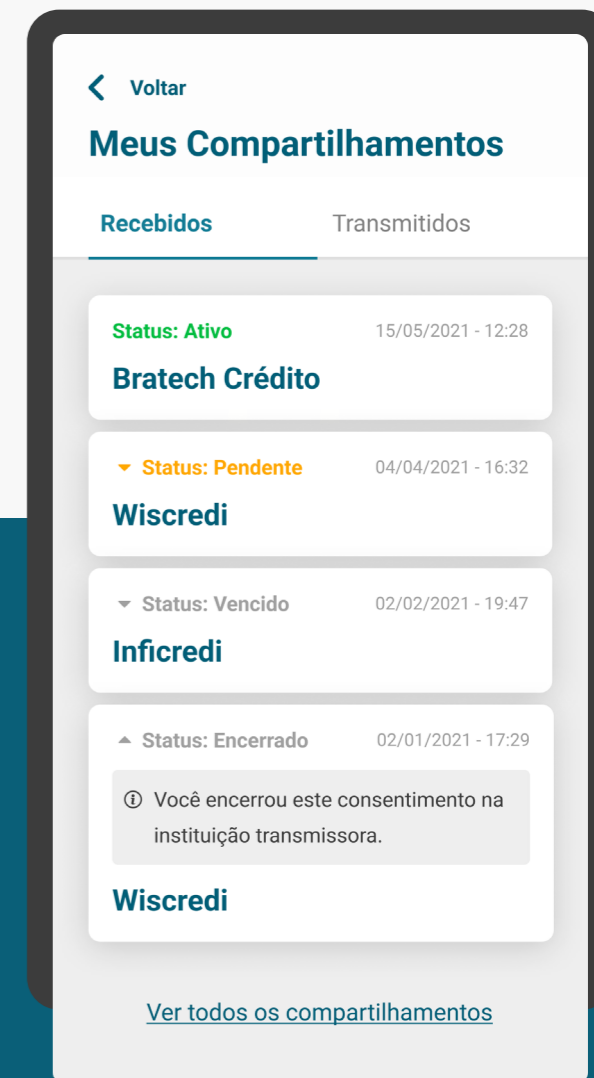 Voltar
Meus Compartilhamentos
Recebidos Transmitidos
Status: Ativo 15/05/2021 - 12:28
Bratech Crédito
Status: Pendente 04/04/2021 - 16:32
Wiscredi
Status: Vencido 02/02/2021 - 19:47
Inficredi
Status: Encerrado 02/01/2021 - 17:29
Você encerrou este consentimento na
instituição transmissora.
Wiscredi
Ver todos os compartilhamentos